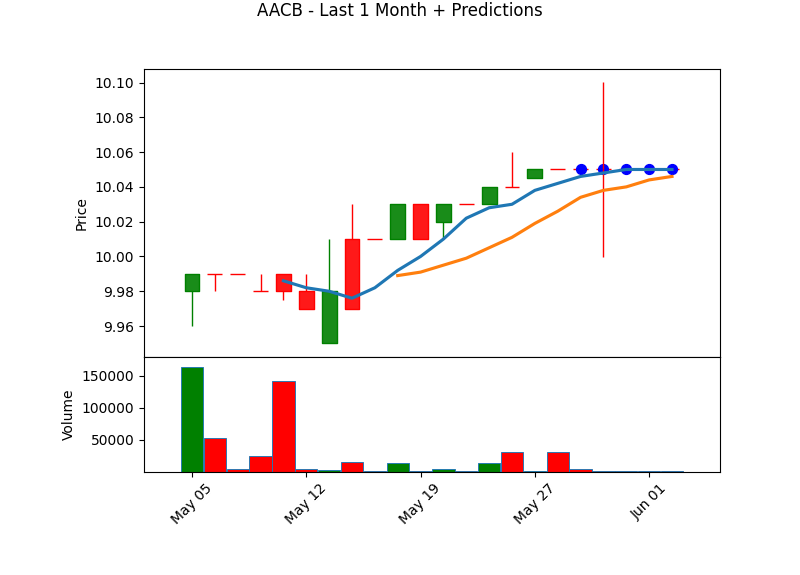 AACB - Last 1 Month + Predictions
10.10
10.08
10.06
10.04
10.02
10.00
9.98
9.96
Price
150000
100000
50000
Volume
May 05
May 12
May 19
May 27
Jun 01